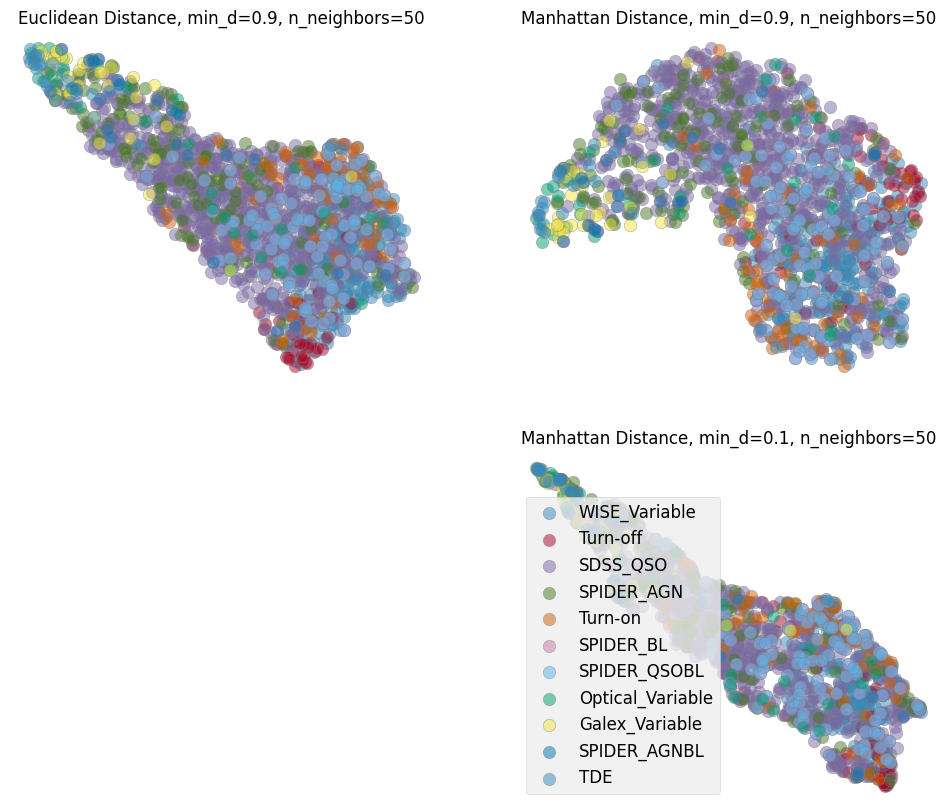 Euclidean Distance, min_d=0.9, n_neighbors=50
Manhattan Distance, min_d=0.9, n_neighbors=50
Manhattan Distance, min_d=0.1, n_neighbors=50
WISE_Variable
Turn-off
SDSS_QSO
SPIDER_AGN
Turn-on
SPIDER_BL
SPIDER_QSOBL
Optical_Variable
Galex_Variable
SPIDER_AGNBL
TDE